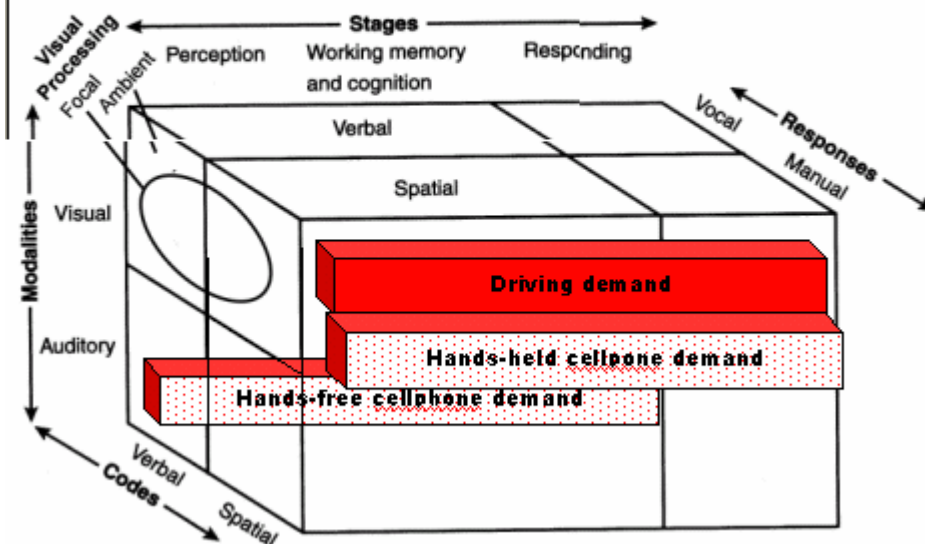 Stages
Visual
Processing
Focal
Ambient
Perception
Working memory
and cognition
Responding
Verbal
Spatial
Vocal
Manual
Responses
Modalities
Visual
Auditory
Driving demand
Hands-held cellpone demand
Hands-free cellphone demand
Verbal
Spatial
Codes